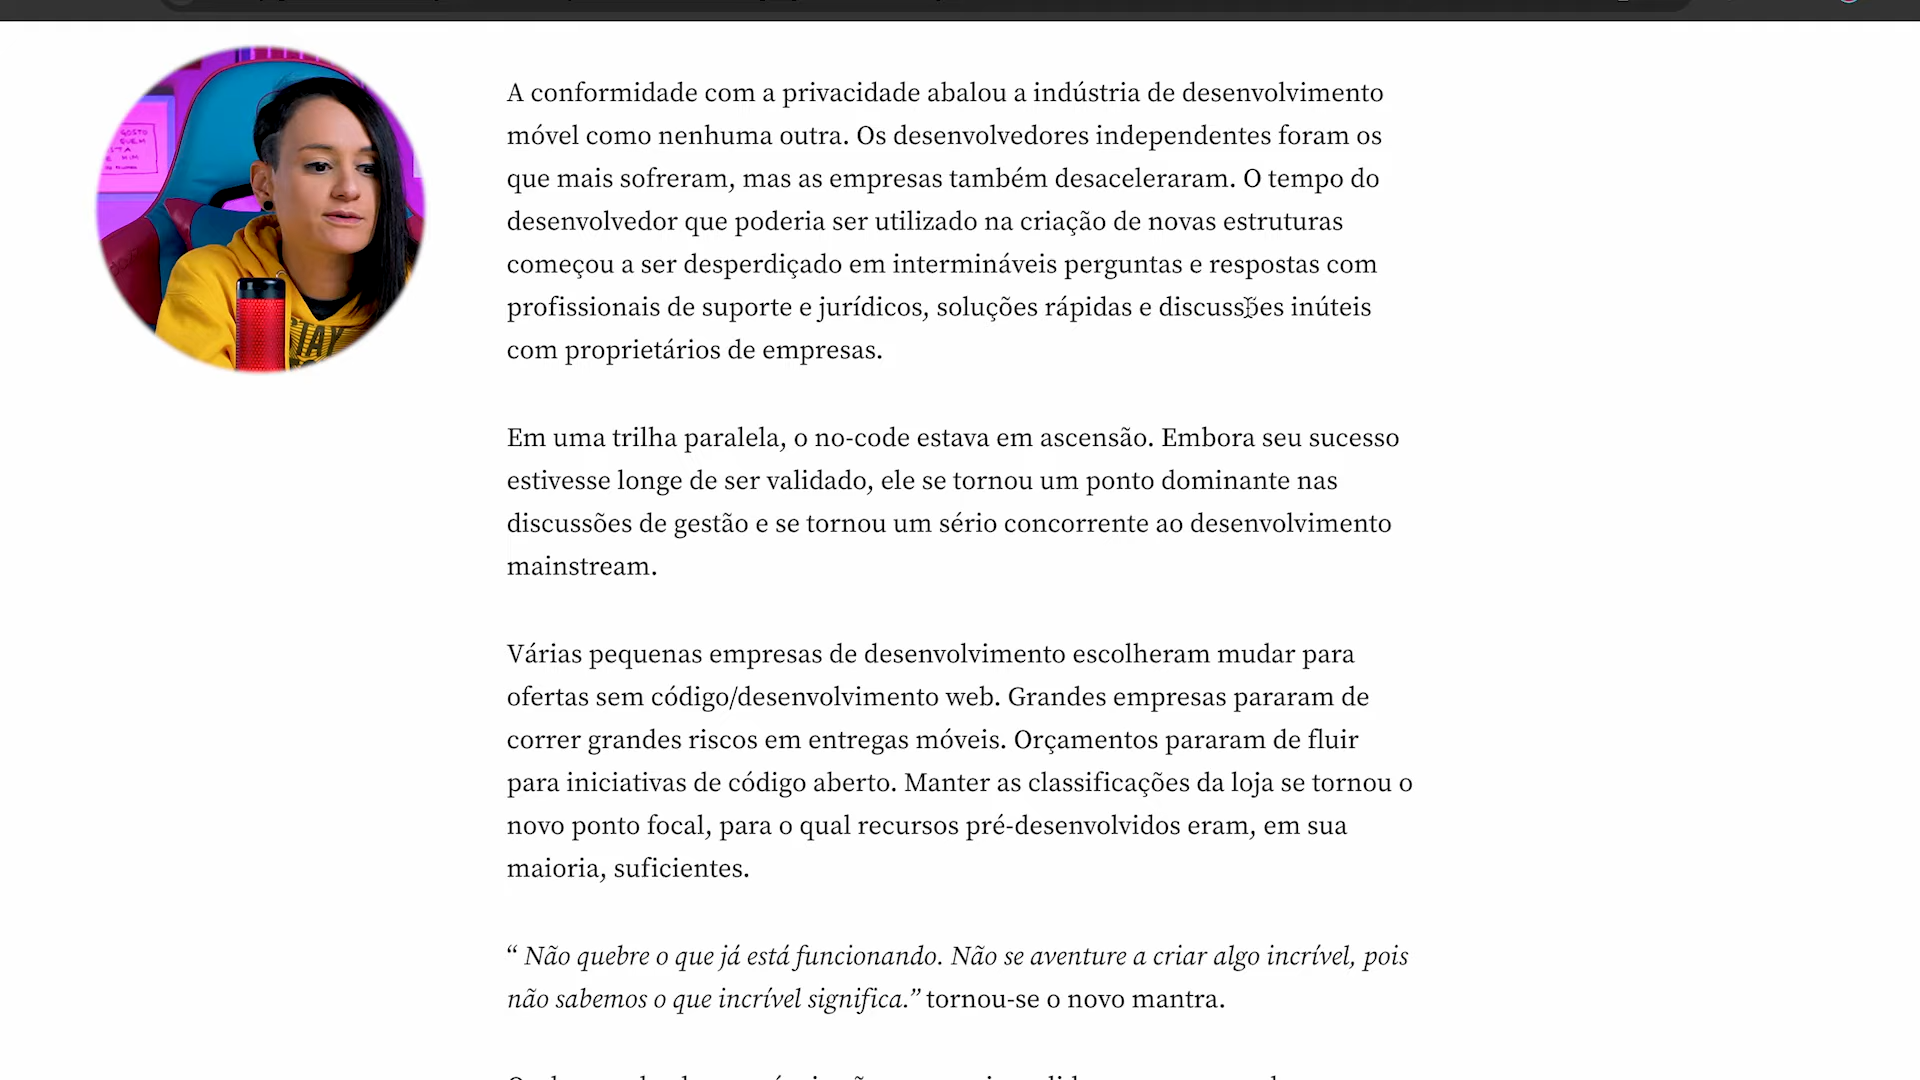 A conformidade com a privacidade abalou a indústria de desenvolvimento
móvel como nenhuma outra. Os desenvolvedores independentes foram os
que mais sofreram, mas as empresas também desaceleraram. O tempo do
desenvolvedor que poderia ser utilizado na criação de novas estruturas
começou a ser desperdiçado em intermináveis perguntas e respostas com
profissionais de suporte e jurídicos, soluções rápidas e discussões inúteis
com proprietários de empresas.
Em uma trilha paralela, o no-code estava em ascensão. Embora seu sucesso
estivesse longe de ser validado, ele se tornou um ponto dominante nas
discussões de gestão e se tornou um sério concorrente ao desenvolvimento
mainstream.
Várias pequenas empresas de desenvolvimento escolheram mudar para
ofertas sem código/desenvolvimento web. Grandes empresas pararam de
correr grandes riscos em entregas móveis. Orçamentos pararam de fluir
para iniciativas de código aberto. Manter as classificações da loja se tornou o
novo ponto focal, para o qual recursos pré-desenvolvidos eram, em sua
maioria, suficientes.
“ Não quebre o que já está funcionando. Não se aventure a criar algo incrível, pois
não sabemos o que incrível significa.” tornou-se o novo mantra.